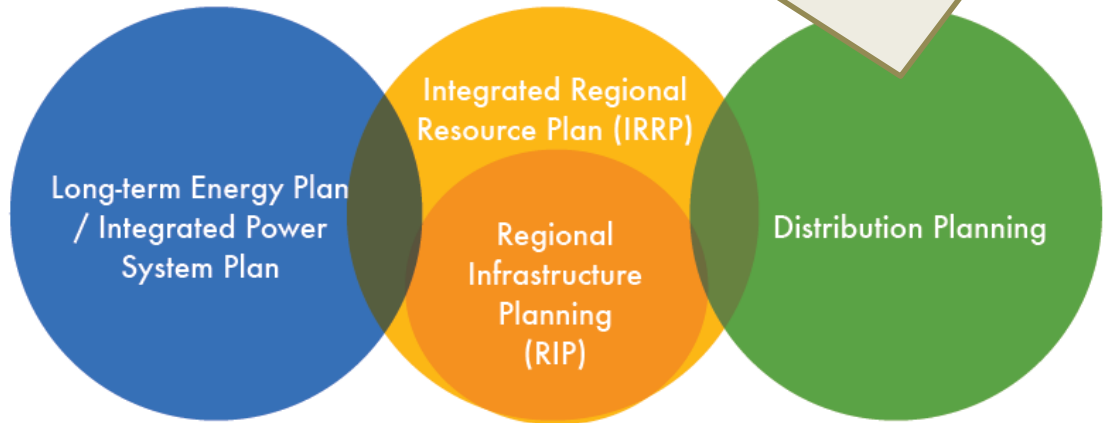 Long-term Energy Plan
/ Integrated Power
System Plan
Integrated Regional
Resource Plan (IRRP)
Regional
Infrastructure
Planning
(RIP)
Distribution Planning